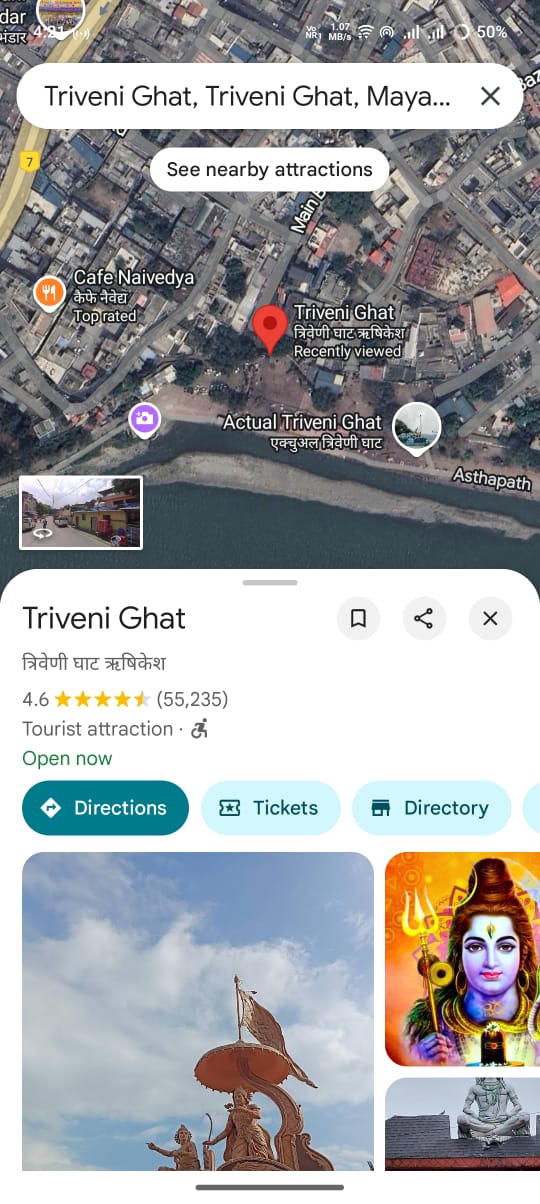 dar
भंडार
4:21
Vo NR1
1.07 MB/s
50%
Triveni Ghat, Triveni Ghat, Maya...
7
See nearby attractions
Cafe Naivedya
कैफे नैवेद्य
Top rated
Triveni Ghat
त्रिवेणी घाट ऋषिकेश
Recently viewed
Actual Triveni Ghat
एक्चुअल त्रिवेणी घाट
Asthapath
Triveni Ghat
त्रिवेणी घाट ऋषिकेश
4.6 (55,235)
Tourist attraction ·
Open now
Directions
Tickets
Directory